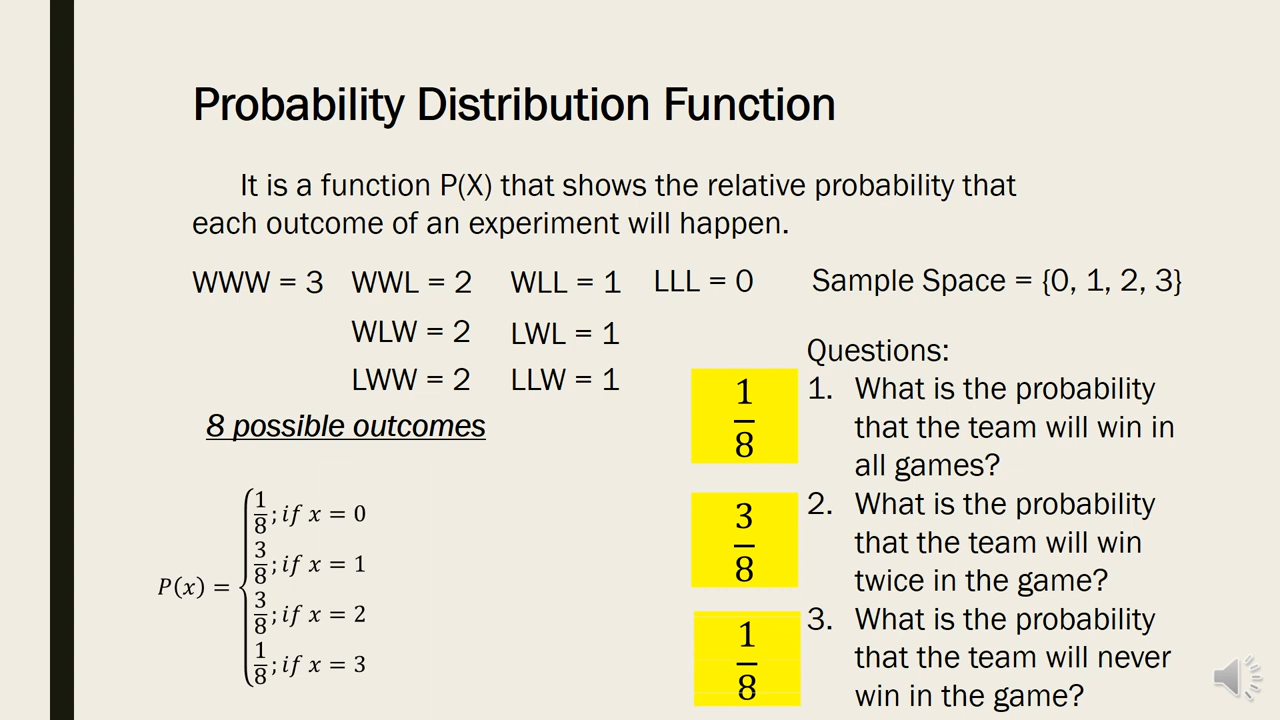 Probability Distribution Function
It is a function P(X) that shows the relative probability that
each outcome of an experiment will happen.
WWW = 3 WWL = 2 WLL = 1 LLL = 0
WLW = 2 LWL = 1
LWW = 2 LLW = 1
8 possible outcomes
P(x) = {
1/8 ; if x = 0
3/8 ; if x = 1
3/8 ; if x = 2
1/8 ; if x = 3
Sample Space = {0, 1, 2, 3}
Questions:
1. What is the probability
that the team will win in
all games?
1/8
2. What is the probability
that the team will win
twice in the game?
3/8
3. What is the probability
that the team will never
win in the game?
1/8